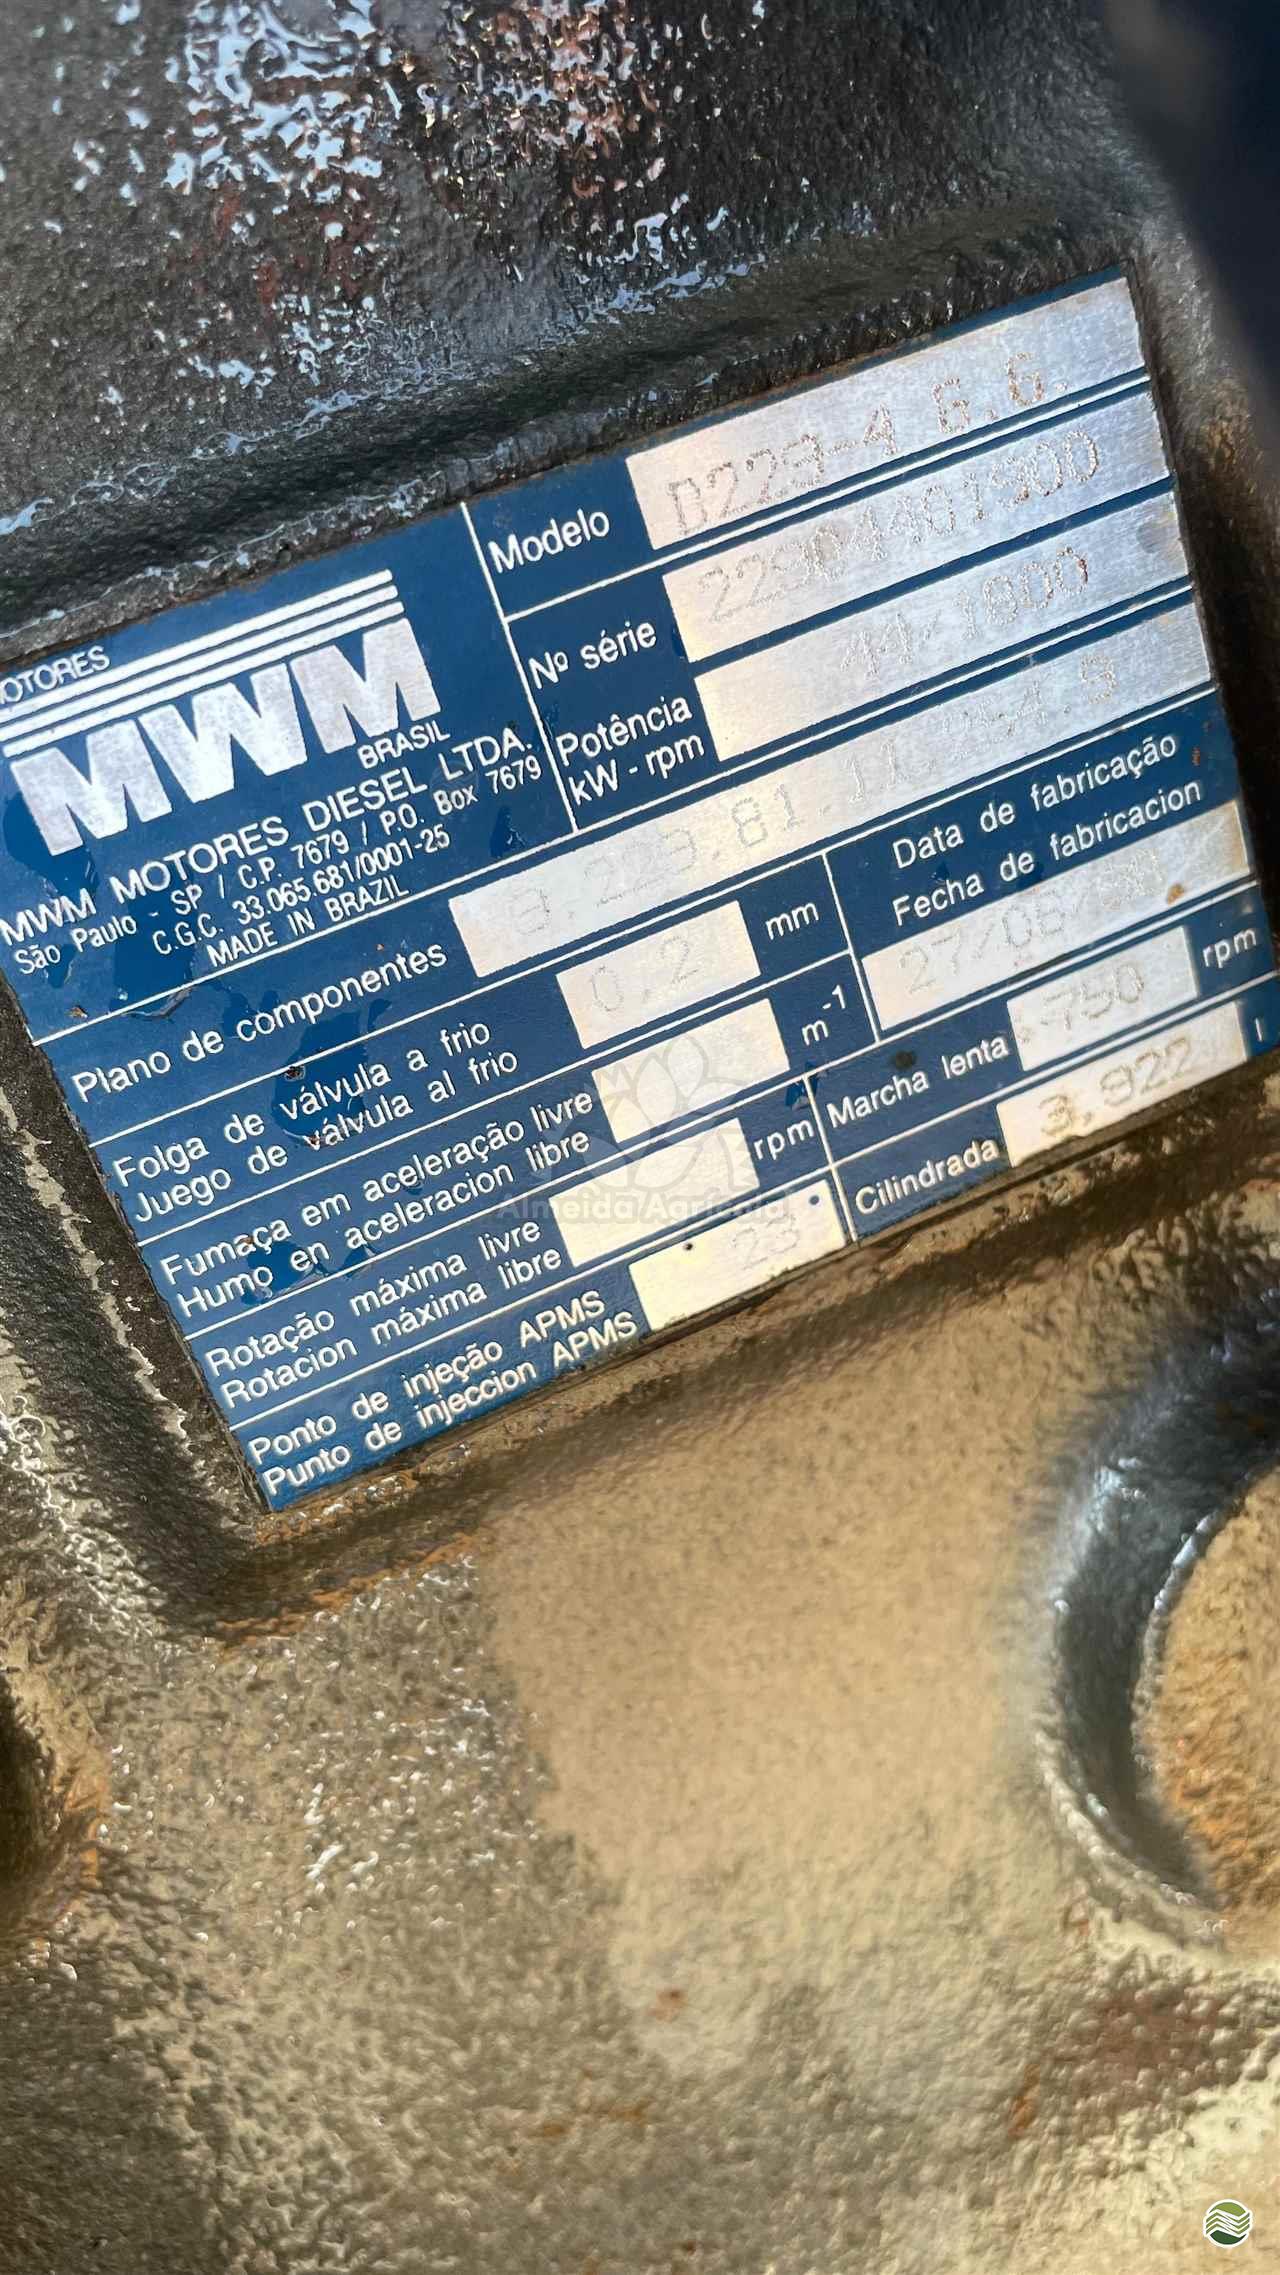 MOTORES
MWM
BRASIL
MWM MOTORES DIESEL LTDA.
São Paulo - SP / C.P. 7679 / P.O. Box 7679
C.G.C. 33.065.681/0001-25
MADE IN BRAZIL
Modelo D229-4 G.G.
Nº série 22904401900
Potência
kW - rpm 44/1800
Plano de componentes
Folga de válvula a frio
Juego de válvula al frio 0.2 mm
Data de fabricação
Fecha de fabricacion
Fumaça em aceleração livre
Humo en aceleracion libre m-1
Marcha lenta 750 rpm
Rotação máxima livre
Rotacion máxima libre rpm
Cilindrada 3.922 l
Ponto de injeção APMS
Punto de injeccion APMS 23
Almeida Agrícola